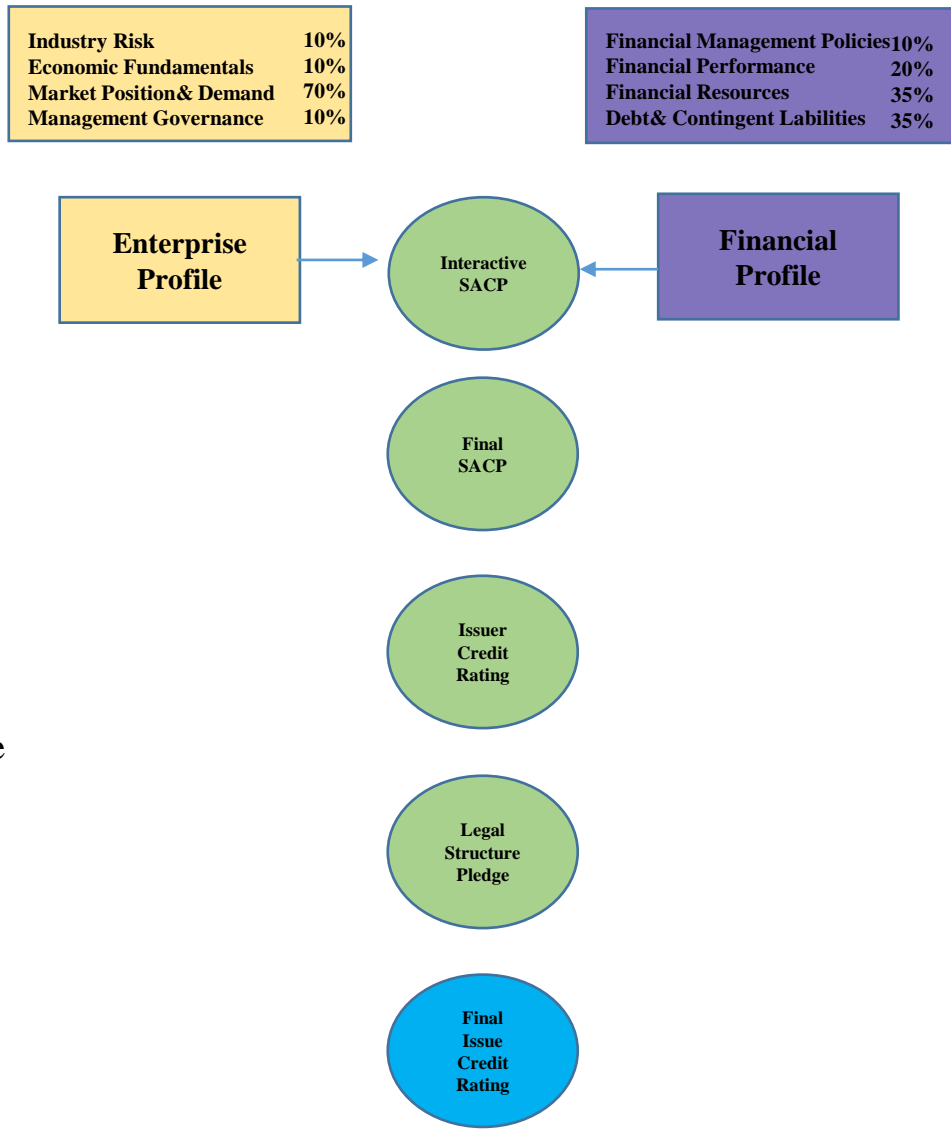 Industry Risk 10%
Economic Fundamentals 10%
Market Position& Demand 70%
Management Governance 10%
Financial Management Policies10%
Financial Performance 20%
Financial Resources 35%
Debt& Contingent Labilities 35%
Enterprise
Profile
Interactive
SACP
Financial
Profile
Final
SACP
Issuer
Credit
Rating
e
Legal
Structure
Pledge
Final
Issue
Credit
Rating